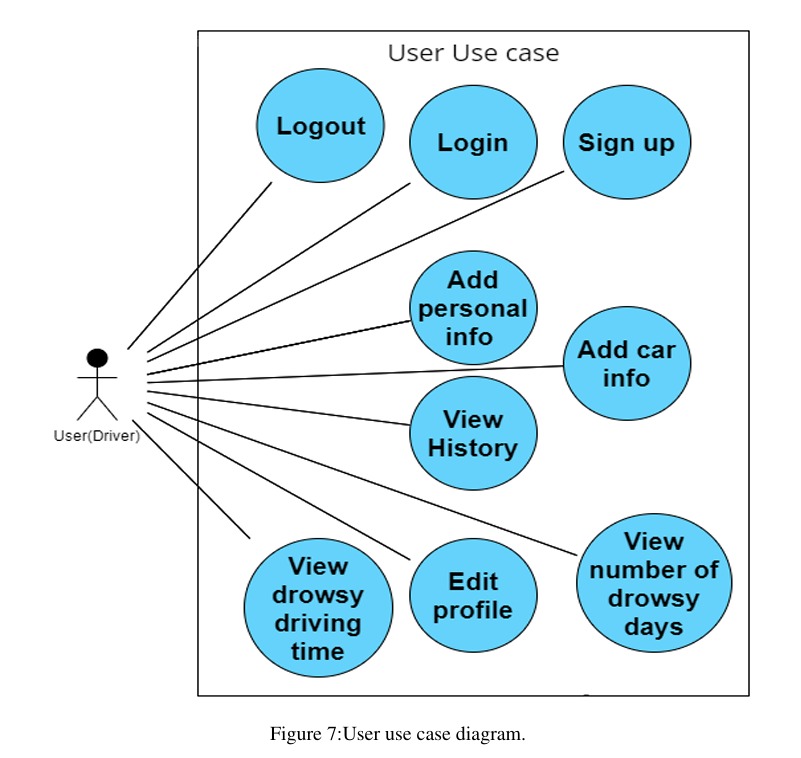 User Use case
Logout
Login
Sign up
Add
personal
info
Add car
info
View
History
User(Driver)
View
drowsy
driving
time
Edit
profile
View
number of
drowsy
days
Figure 7:User use case diagram.